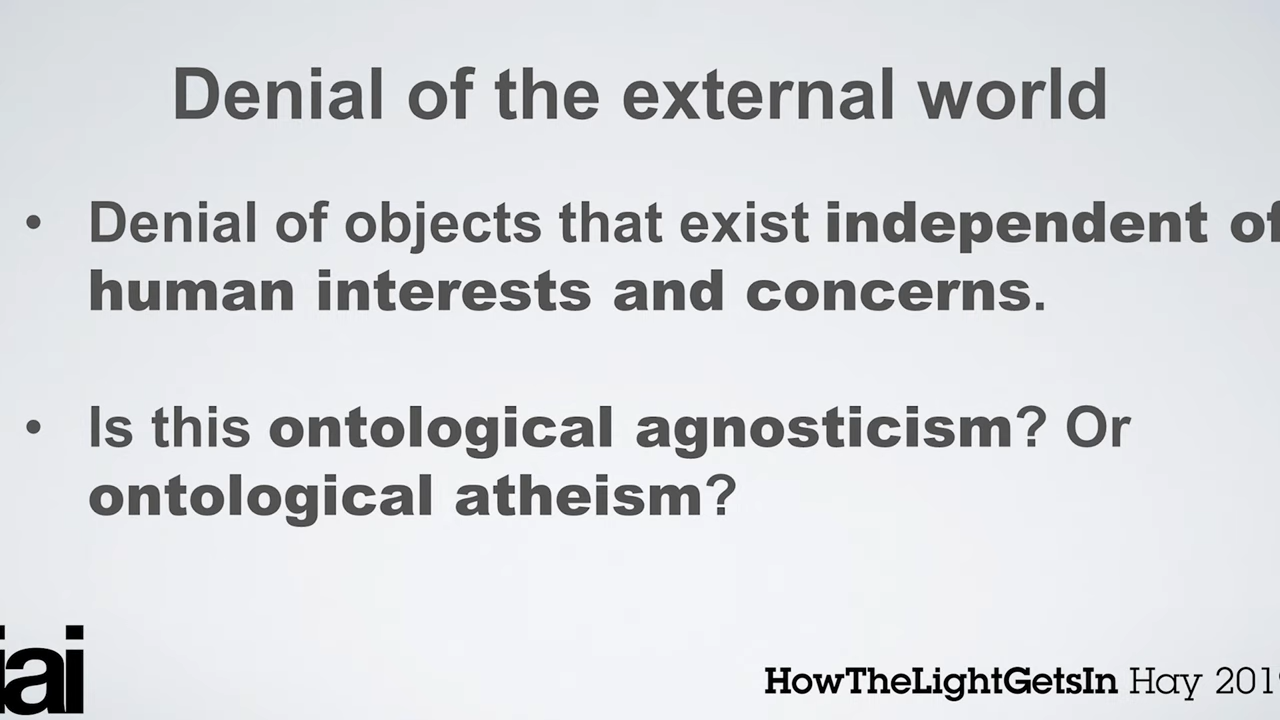 Denial of the external world
• Denial of objects that exist independent of
human interests and concerns.
• Is this ontological agnosticism? Or
ontological atheism?
iai
HowTheLightGetsIn Hay 2019